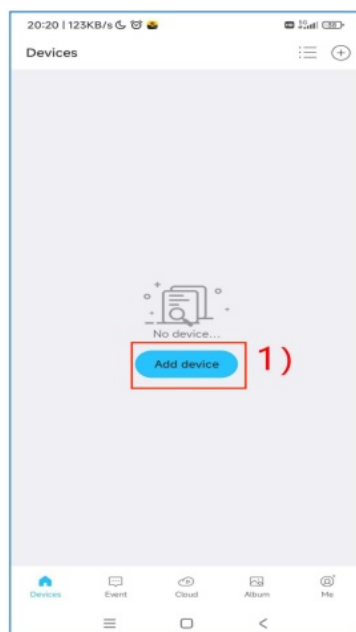 20:20 | 123KB/s
Devices
No device...
Add device
1)
Devices Event Cloud Album Me